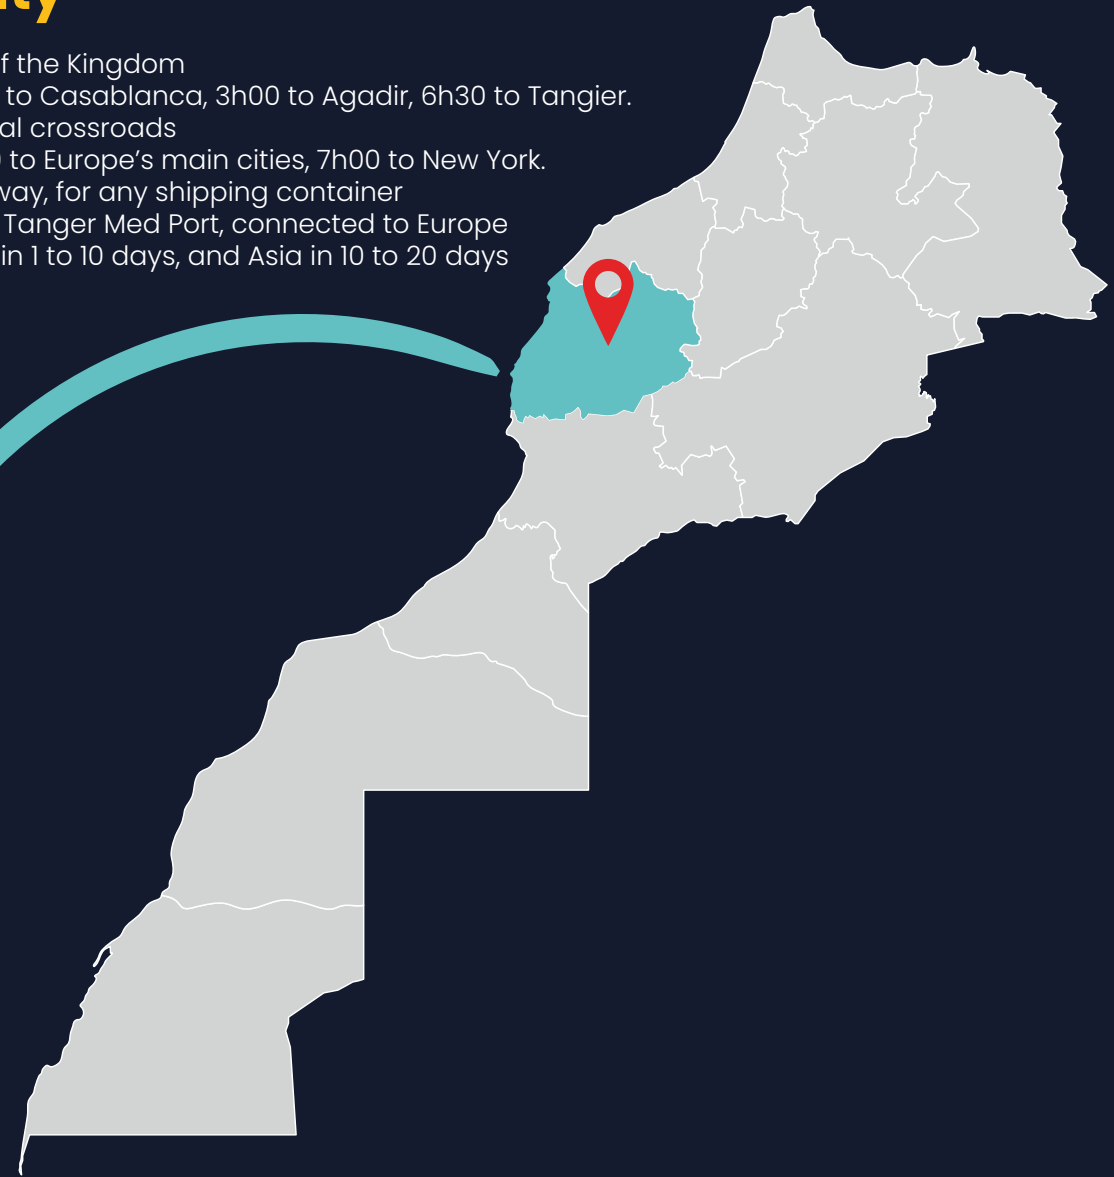 ity
f the Kingdom
to Casablanca, 3h00 to Agadir, 6h30 to Tangier.
al crossroads
to Europe’s main cities, 7h00 to New York.
way, for any shipping container
Tanger Med Port, connected to Europe
in 1 to 10 days, and Asia in 10 to 20 days